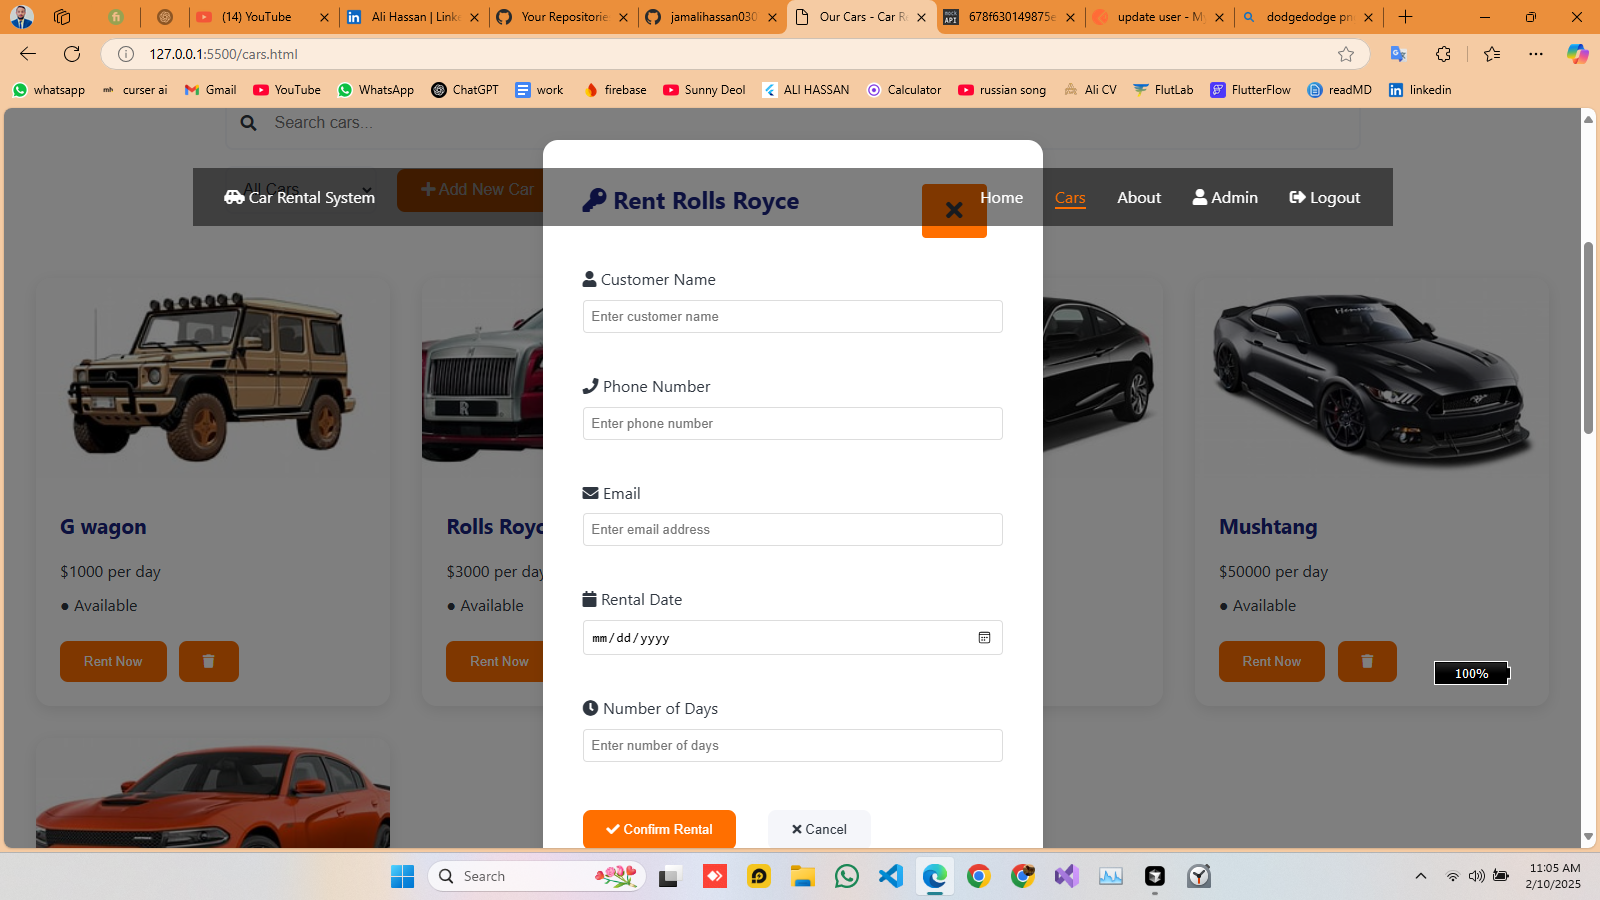 (14) YouTube
Ali Hassan | Linke
Your Repositorie
jamalihassan030
Our Cars - Car R
mock API
678f630149875e
update user - My
dodgedodge pn
127.0.0.1:5500/cars.html
whatsapp
mh curser ai
Gmail
YouTube
WhatsApp
ChatGPT
work
firebase
Sunny Deol
ALI HASSAN
Calculator
russian song
Ali CV
FlutLab
FlutterFlow
readMD
linkedin
Search cars...
All Cars
Add New Car
Car Rental System
Rent Rolls Royce
Home
Cars
About
Admin
Logout
Customer Name
Enter customer name
Phone Number
Enter phone number
Email
Enter email address
Rental Date
mm/dd/yyyy
Number of Days
Enter number of days
Confirm Rental
Cancel
G wagon
$1000 per day
● Available
Rent Now
Rolls Royc
$3000 per day
● Available
Rent Now
Mushtang
$50000 per day
● Available
Rent Now
100%
Search
11:05 AM
2/10/2025